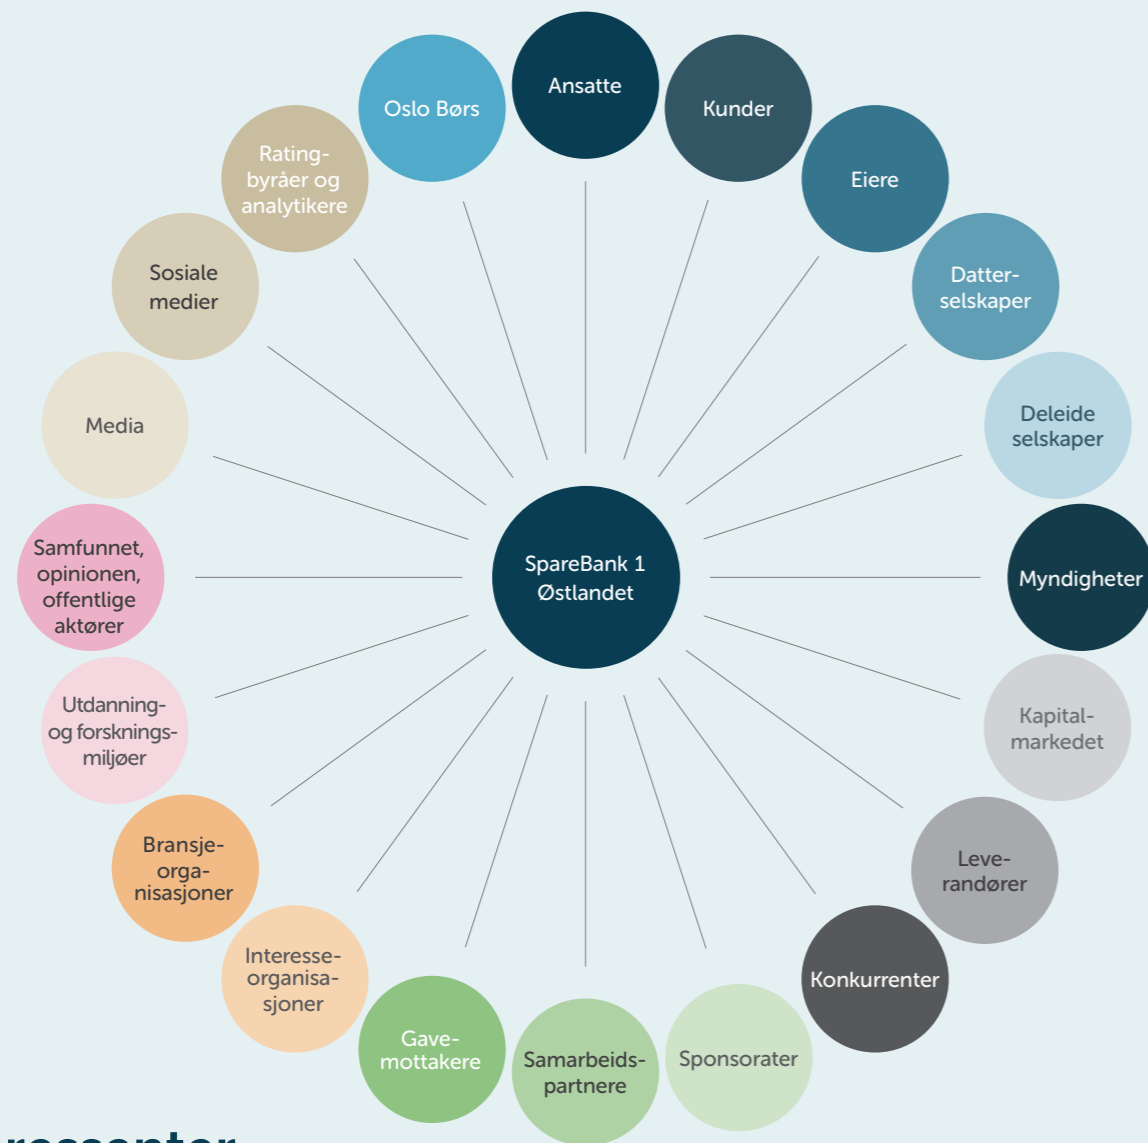 Ansatte
Kunder
Eiere
Datter-
selskaper
Deleide
selskaper
Myndigheter
Kapital-
markedet
Leve-
randører
Konkurrenter
Sponsorater
Samarbeids-
partnere
Gave-
mottakere
Interesse-
organisa-
sjoner
Bransje-
orga-
nisasjoner
Utdanning-
og forsknings-
miljøer
Samfunnet,
opinionen,
offentlige
aktører
Media
Sosiale
medier
Rating-
byråer og
analytikere
Oslo Børs
SpareBank 1
Østlandet